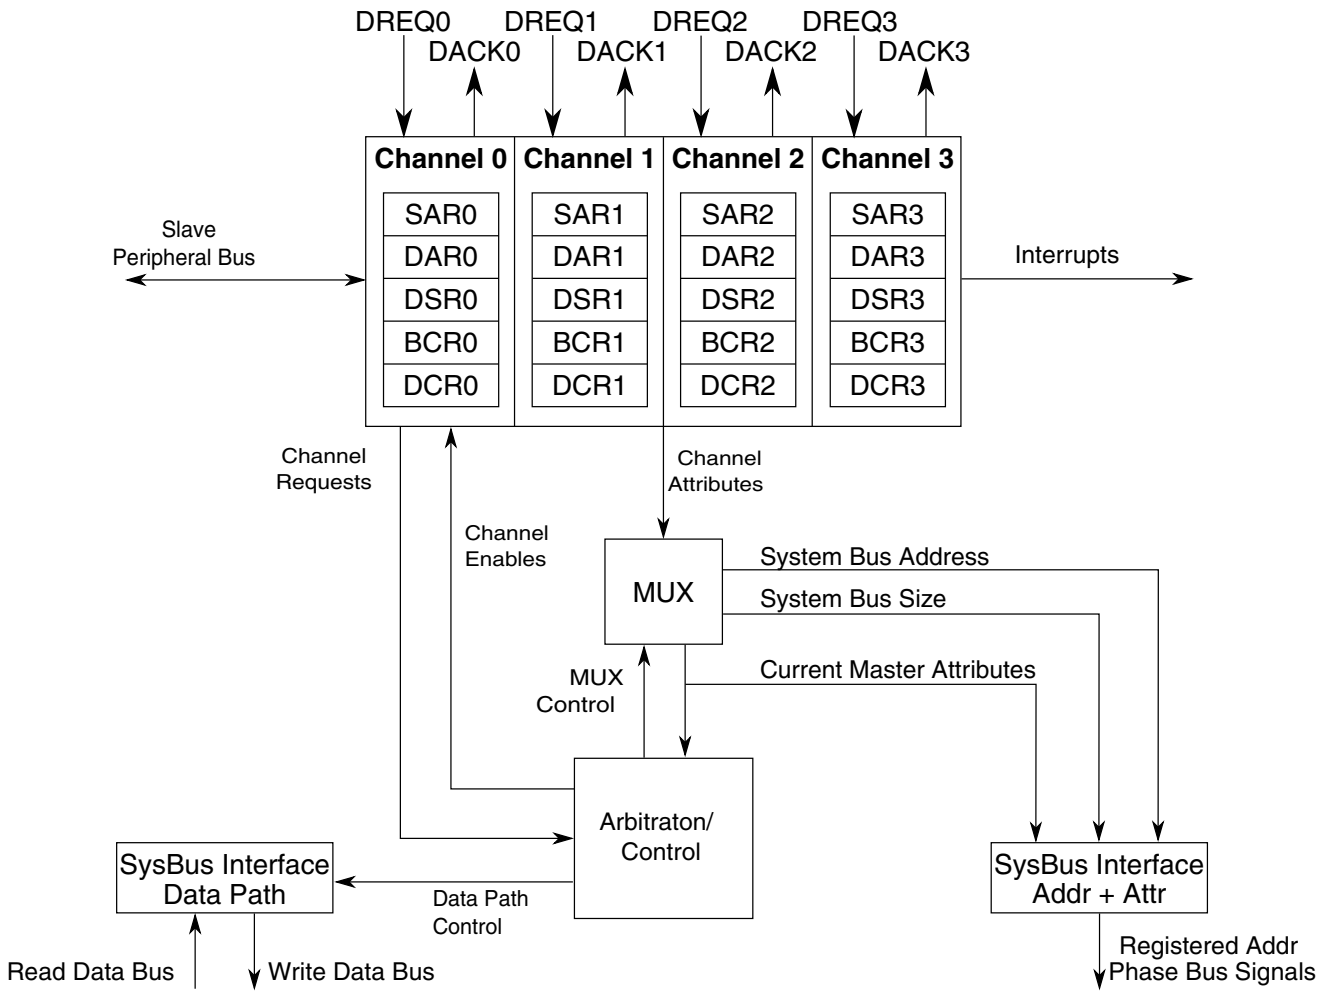 DREQ0 DREQ1 DREQ2 DREQ3
DACK0 DACK1 DACK2 DACK3
Channel 0 Channel 1 Channel 2 Channel 3
SAR0 SAR1 SAR2 SAR3
DAR0 DAR1 DAR2 DAR3
DSR0 DSR1 DSR2 DSR3
BCR0 BCR1 BCR2 BCR3
DCR0 DCR1 DCR2 DCR3
Slave
Peripheral Bus
Interrupts
Channel
Requests
Channel
Attributes
Channel
Enables
MUX
System Bus Address
System Bus Size
Current Master Attributes
MUX
Control
Arbitraton/
Control
SysBus Interface
Data Path
Data Path
Control
SysBus Interface
Addr + Attr
Read Data Bus
Write Data Bus
Registered Addr
Phase Bus Signals